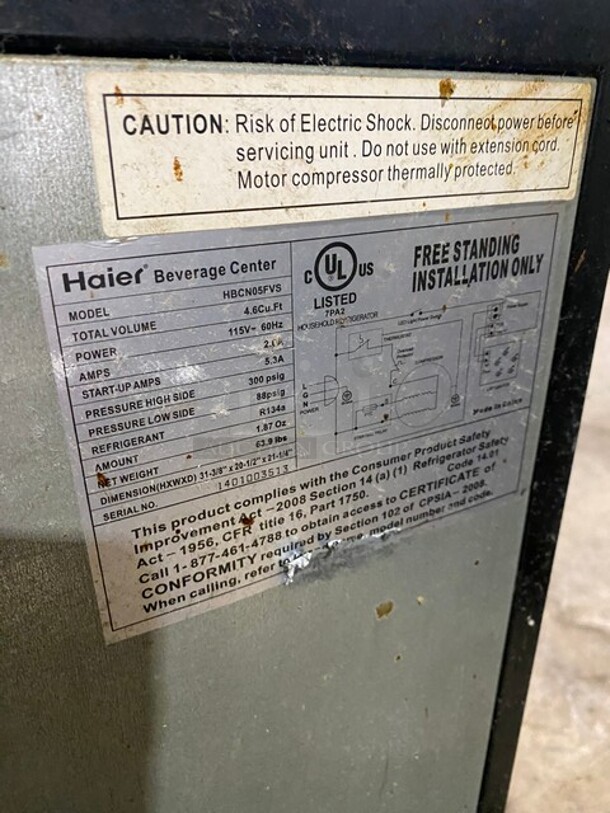 CAUTION: Risk of Electric Shock. Disconnect power before
servicing unit. Do not use with extension cord.
Motor compressor thermally protected.
Haier Beverage Center
MODEL HBCN05FVS
TOTAL VOLUME 4.6Cu.Ft
POWER 115V~ 60Hz
AMPS
START-UP AMPS 5.3A
PRESSURE HIGH SIDE 300 psig
PRESSURE LOW SIDE 88psig
REFRIGERANT R134a
AMOUNT 1.87 Oz
NET WEIGHT 63.9 lbs
DIMENSION(HXWXD) 31-3/8" x 20-1/2" x 21-1/4"
SERIAL NO. 1401003513
C UL US
LISTED
7PA2
HOUSEHOLD REFRIGERATOR
FREE STANDING
INSTALLATION ONLY
THERMOSTAT
COMPRESSOR
L
G
N
POWER
Made in China
This product complies with the Consumer Product Safety
Improvement Act-2008 Section 14 (a) (1) Refrigerator Safety
Act-1956, CFR title 16, Part 1750. Code 14.01
Call 1-877-461-4788 to obtain access to CERTIFICATE of
CONFORMITY required by Section 102 of CPSIA-2008.
When calling, refer to model number and code.